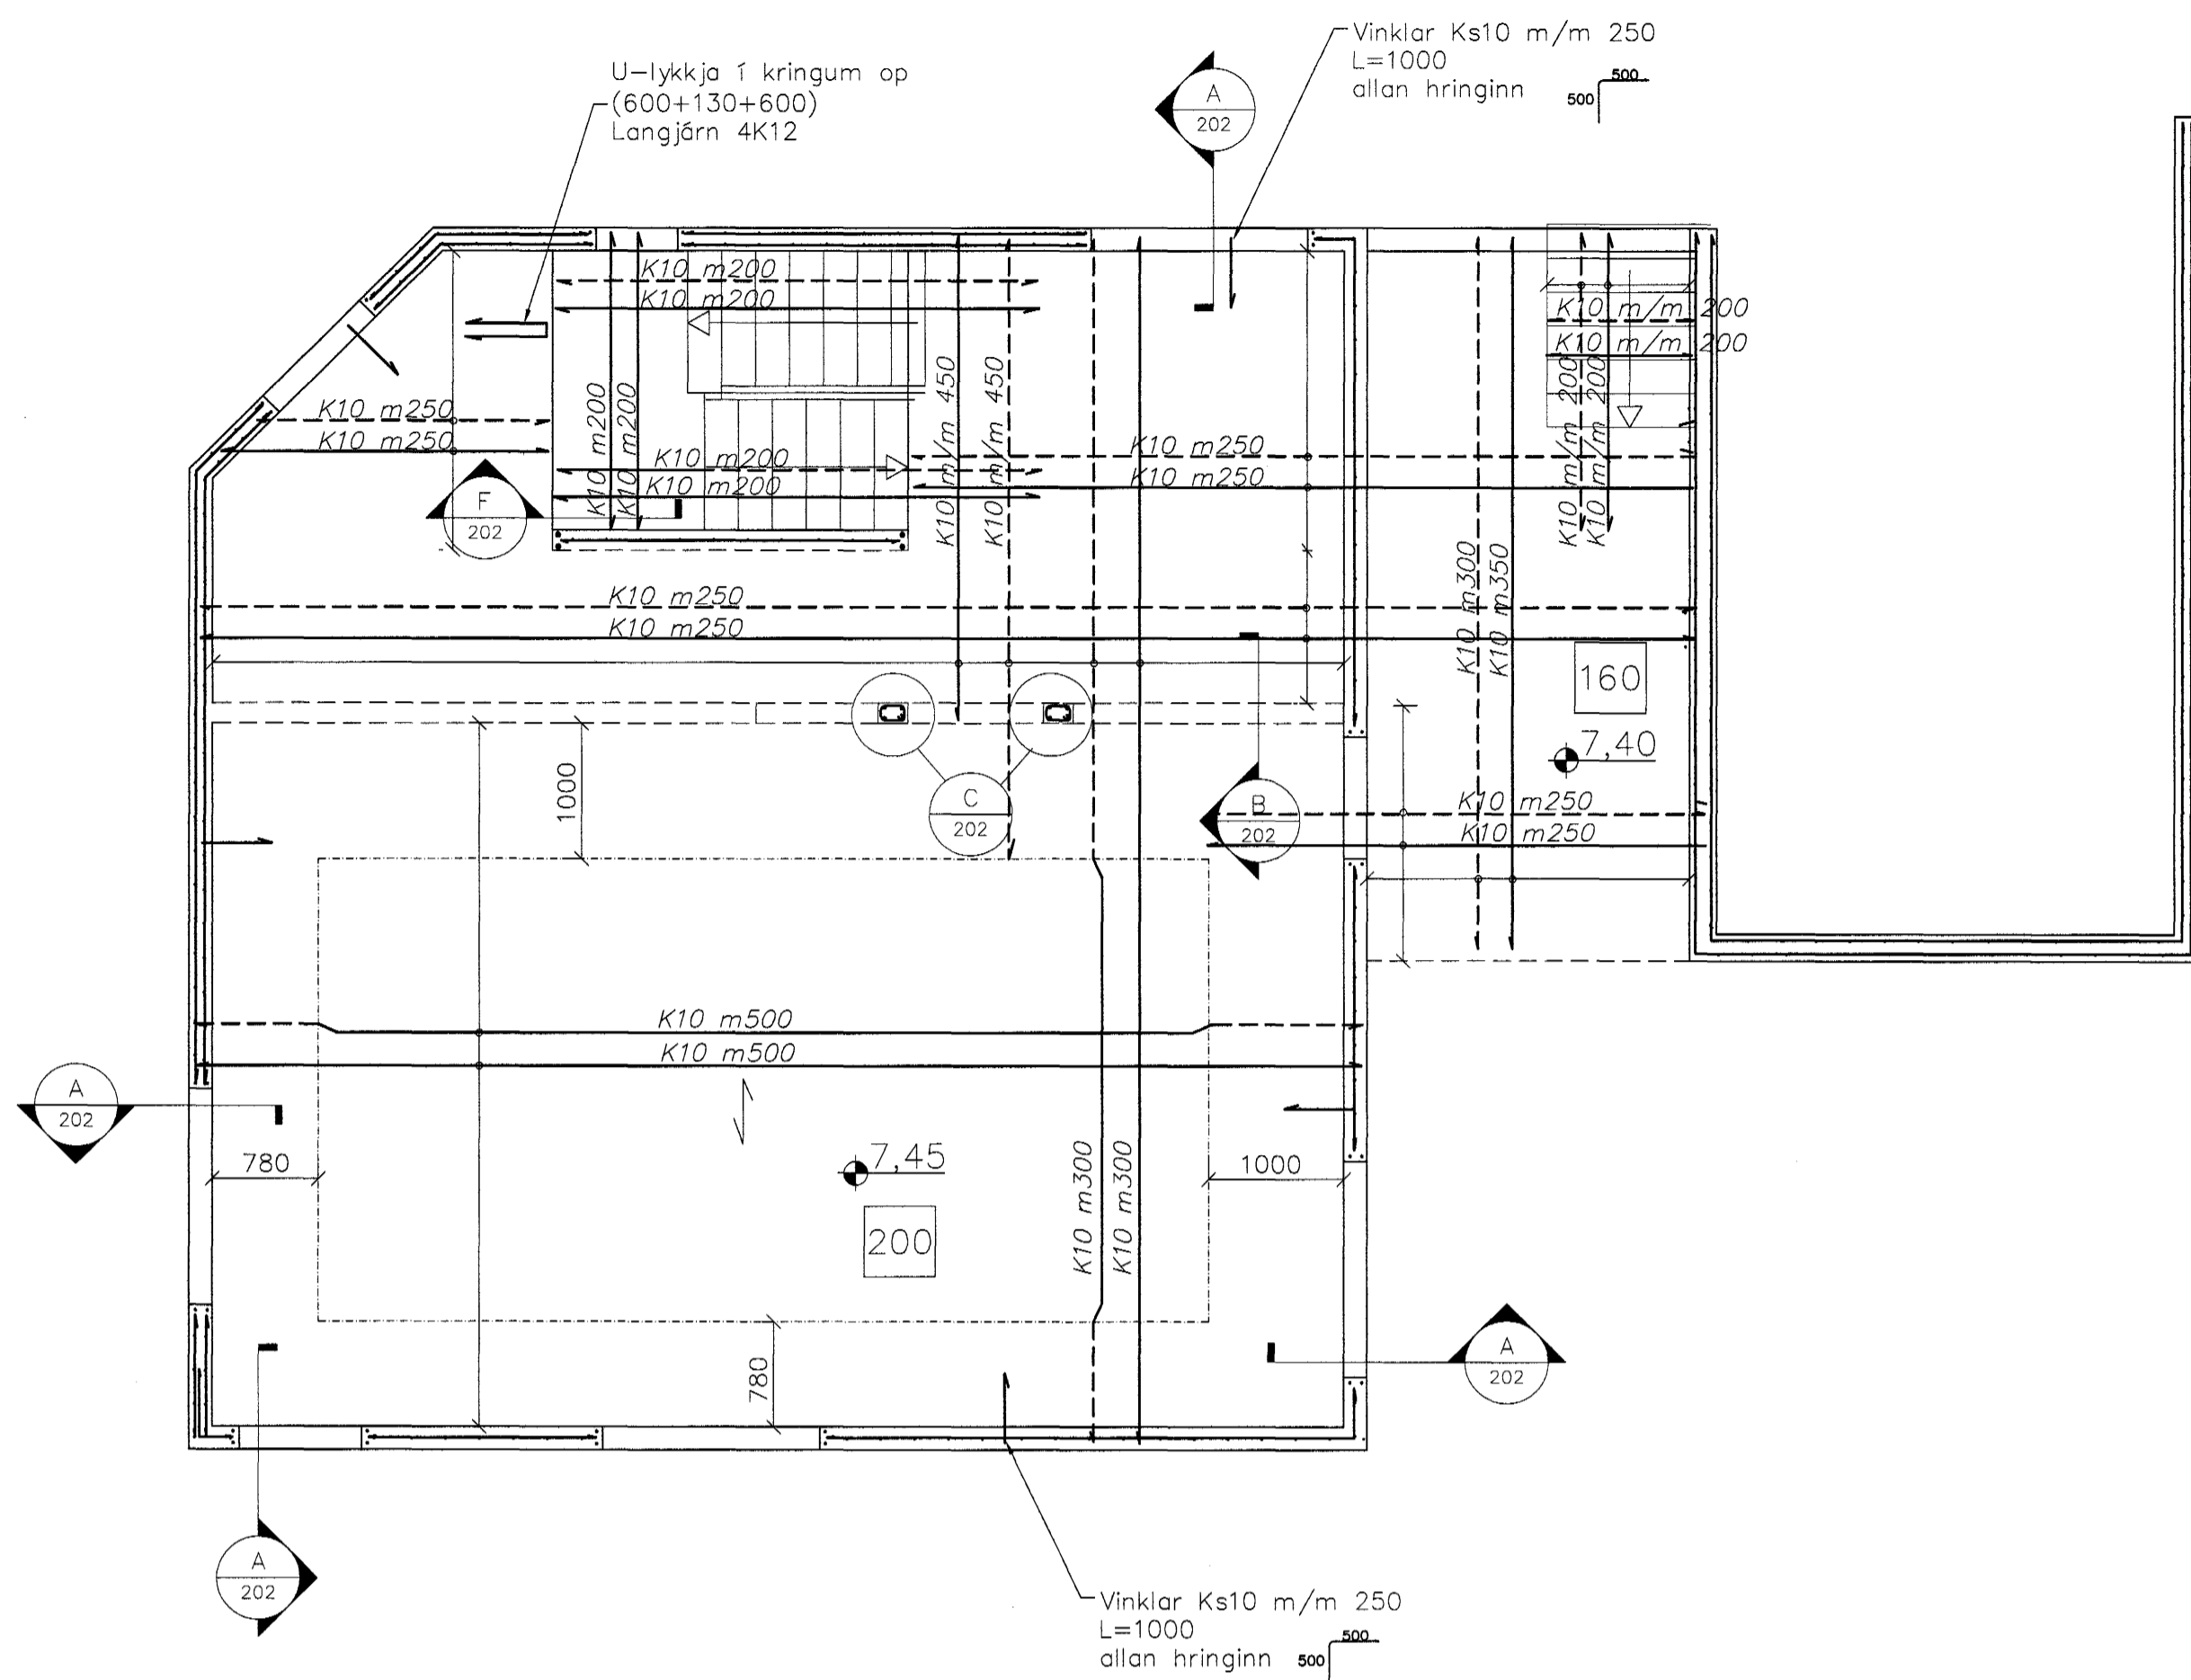 Vinklar Ks10 m/m 250
L=1000
allan hringinn
500
500
U-lykkja í kringum op
(600+130+600)
Langjárn 4K12
A
202
K10 m200
K10 m200
K10 m/m 200
K10 m/m 200
K10 m200
K10 m200
K10 m/m 450
K10 m/m 450
K10 m/m 200
K10 m/m 200
K10 m250
K10 m250
K10 m200
K10 m200
K10 m250
K10 m250
F
202
K10 m300
K10 m350
K10 m250
K10 m250
160
7,40
1000
C
202
B
202
K10 m250
K10 m250
K10 m500
K10 m500
A
202
780
7,45
200
K10 m300
K10 m300
1000
780
A
202
A
202
Vinklar Ks10 m/m 250
L=1000
allan hringinn
500
500